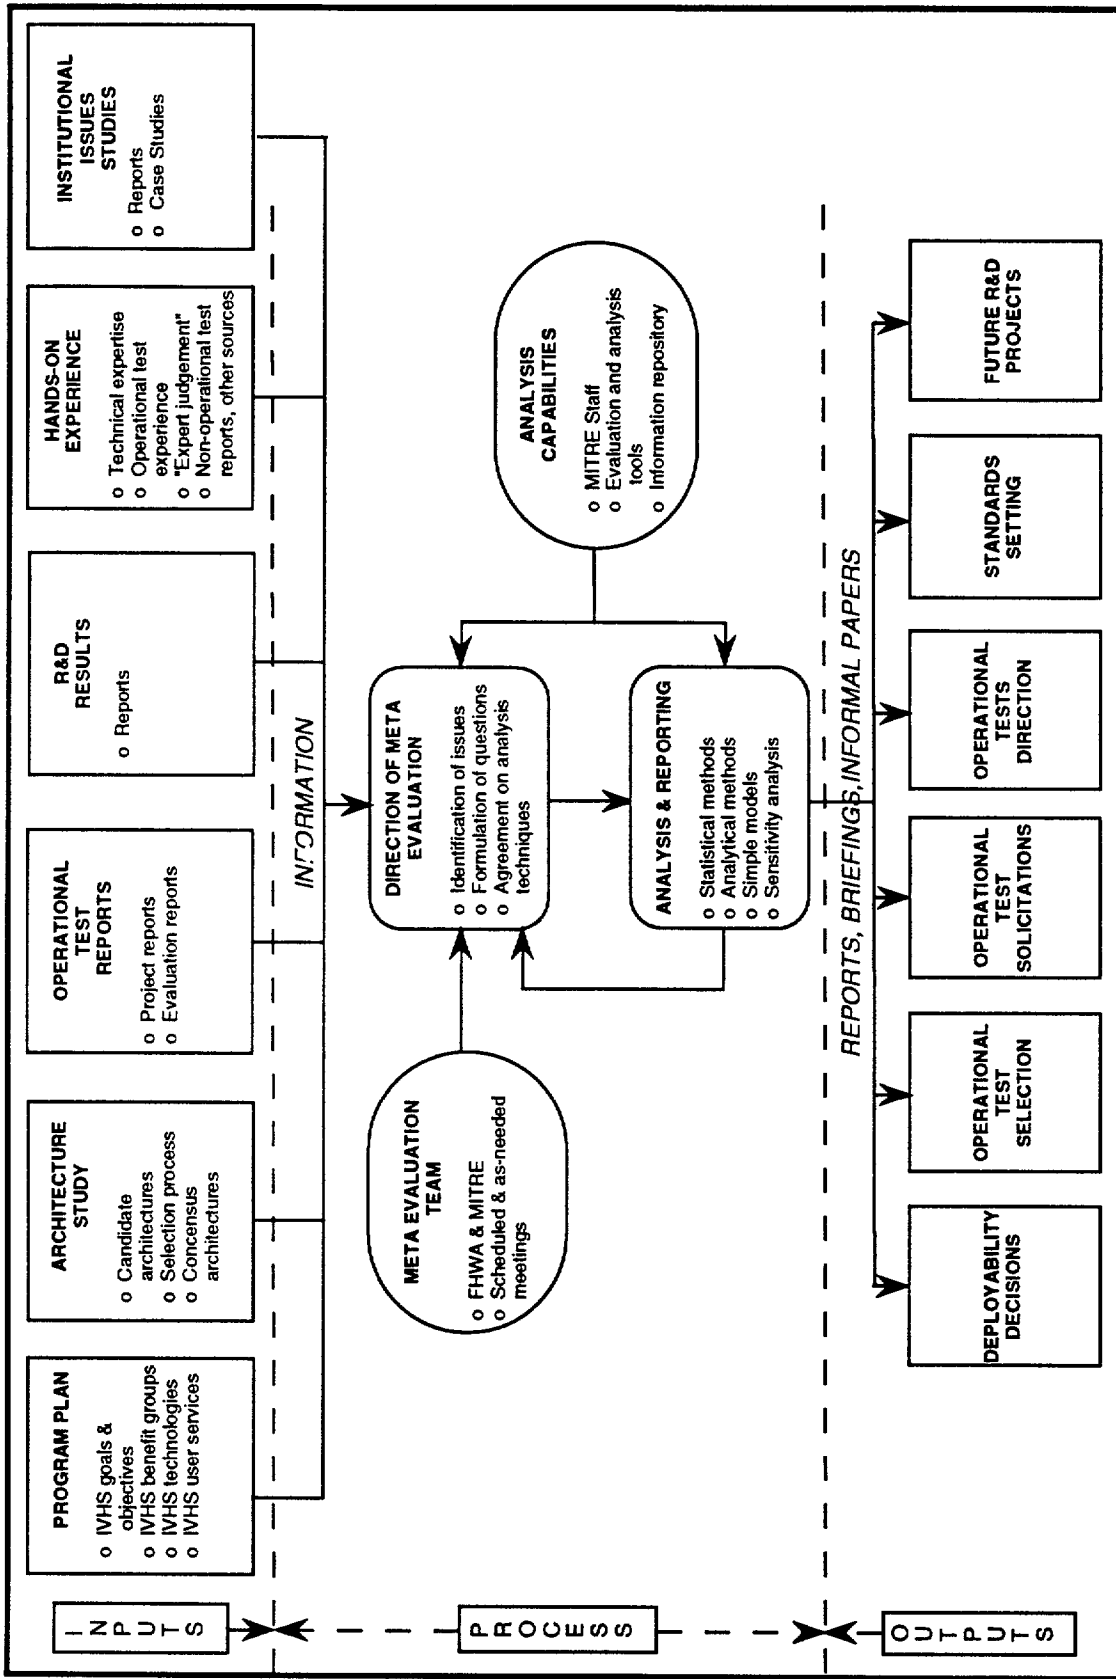 INPUTS
PROGRAM PLAN
o IVHS goals &
objectives
o IVHS benefit groups
o IVHS technologies
o IVHS user services
ARCHITECTURE
STUDY
o Candidate
architectures
o Selection process
o Concensus
architectures
OPERATIONAL
TEST
REPORTS
o Project reports
o Evaluation reports
R&D
RESULTS
o Reports
HANDS-ON
EXPERIENCE
o Technical expertise
o Operational test
experience
o "Expert judgement"
o Non-operational test
reports, other sources
INSTITUTIONAL
ISSUES
STUDIES
o Reports
o Case Studies
INFORMATION
PROCESS
META EVALUATION
TEAM
o FHWA & MITRE
o Scheduled & as-needed
meetings
DIRECTION OF META
EVALUATION
o Identification of issues
o Formulation of questions
o Agreement on analysis
techniques
ANALYSIS
CAPABILITIES
o MITRE Staff
o Evaluation and analysis
tools
o Information repository
ANALYSIS & REPORTING
o Statistical methods
o Analytical methods
o Simple models
o Sensitivity analysis
REPORTS, BRIEFINGS,INFORMAL PAPERS
OUTPUTS
DEPLOYABILITY
DECISIONS
OPERATIONAL
TEST
SELECTION
OPERATIONAL
TEST
SOLICITATIONS
OPERATIONAL
TESTS
DIRECTION
STANDARDS
SETTING
FUTURE R&D
PROJECTS